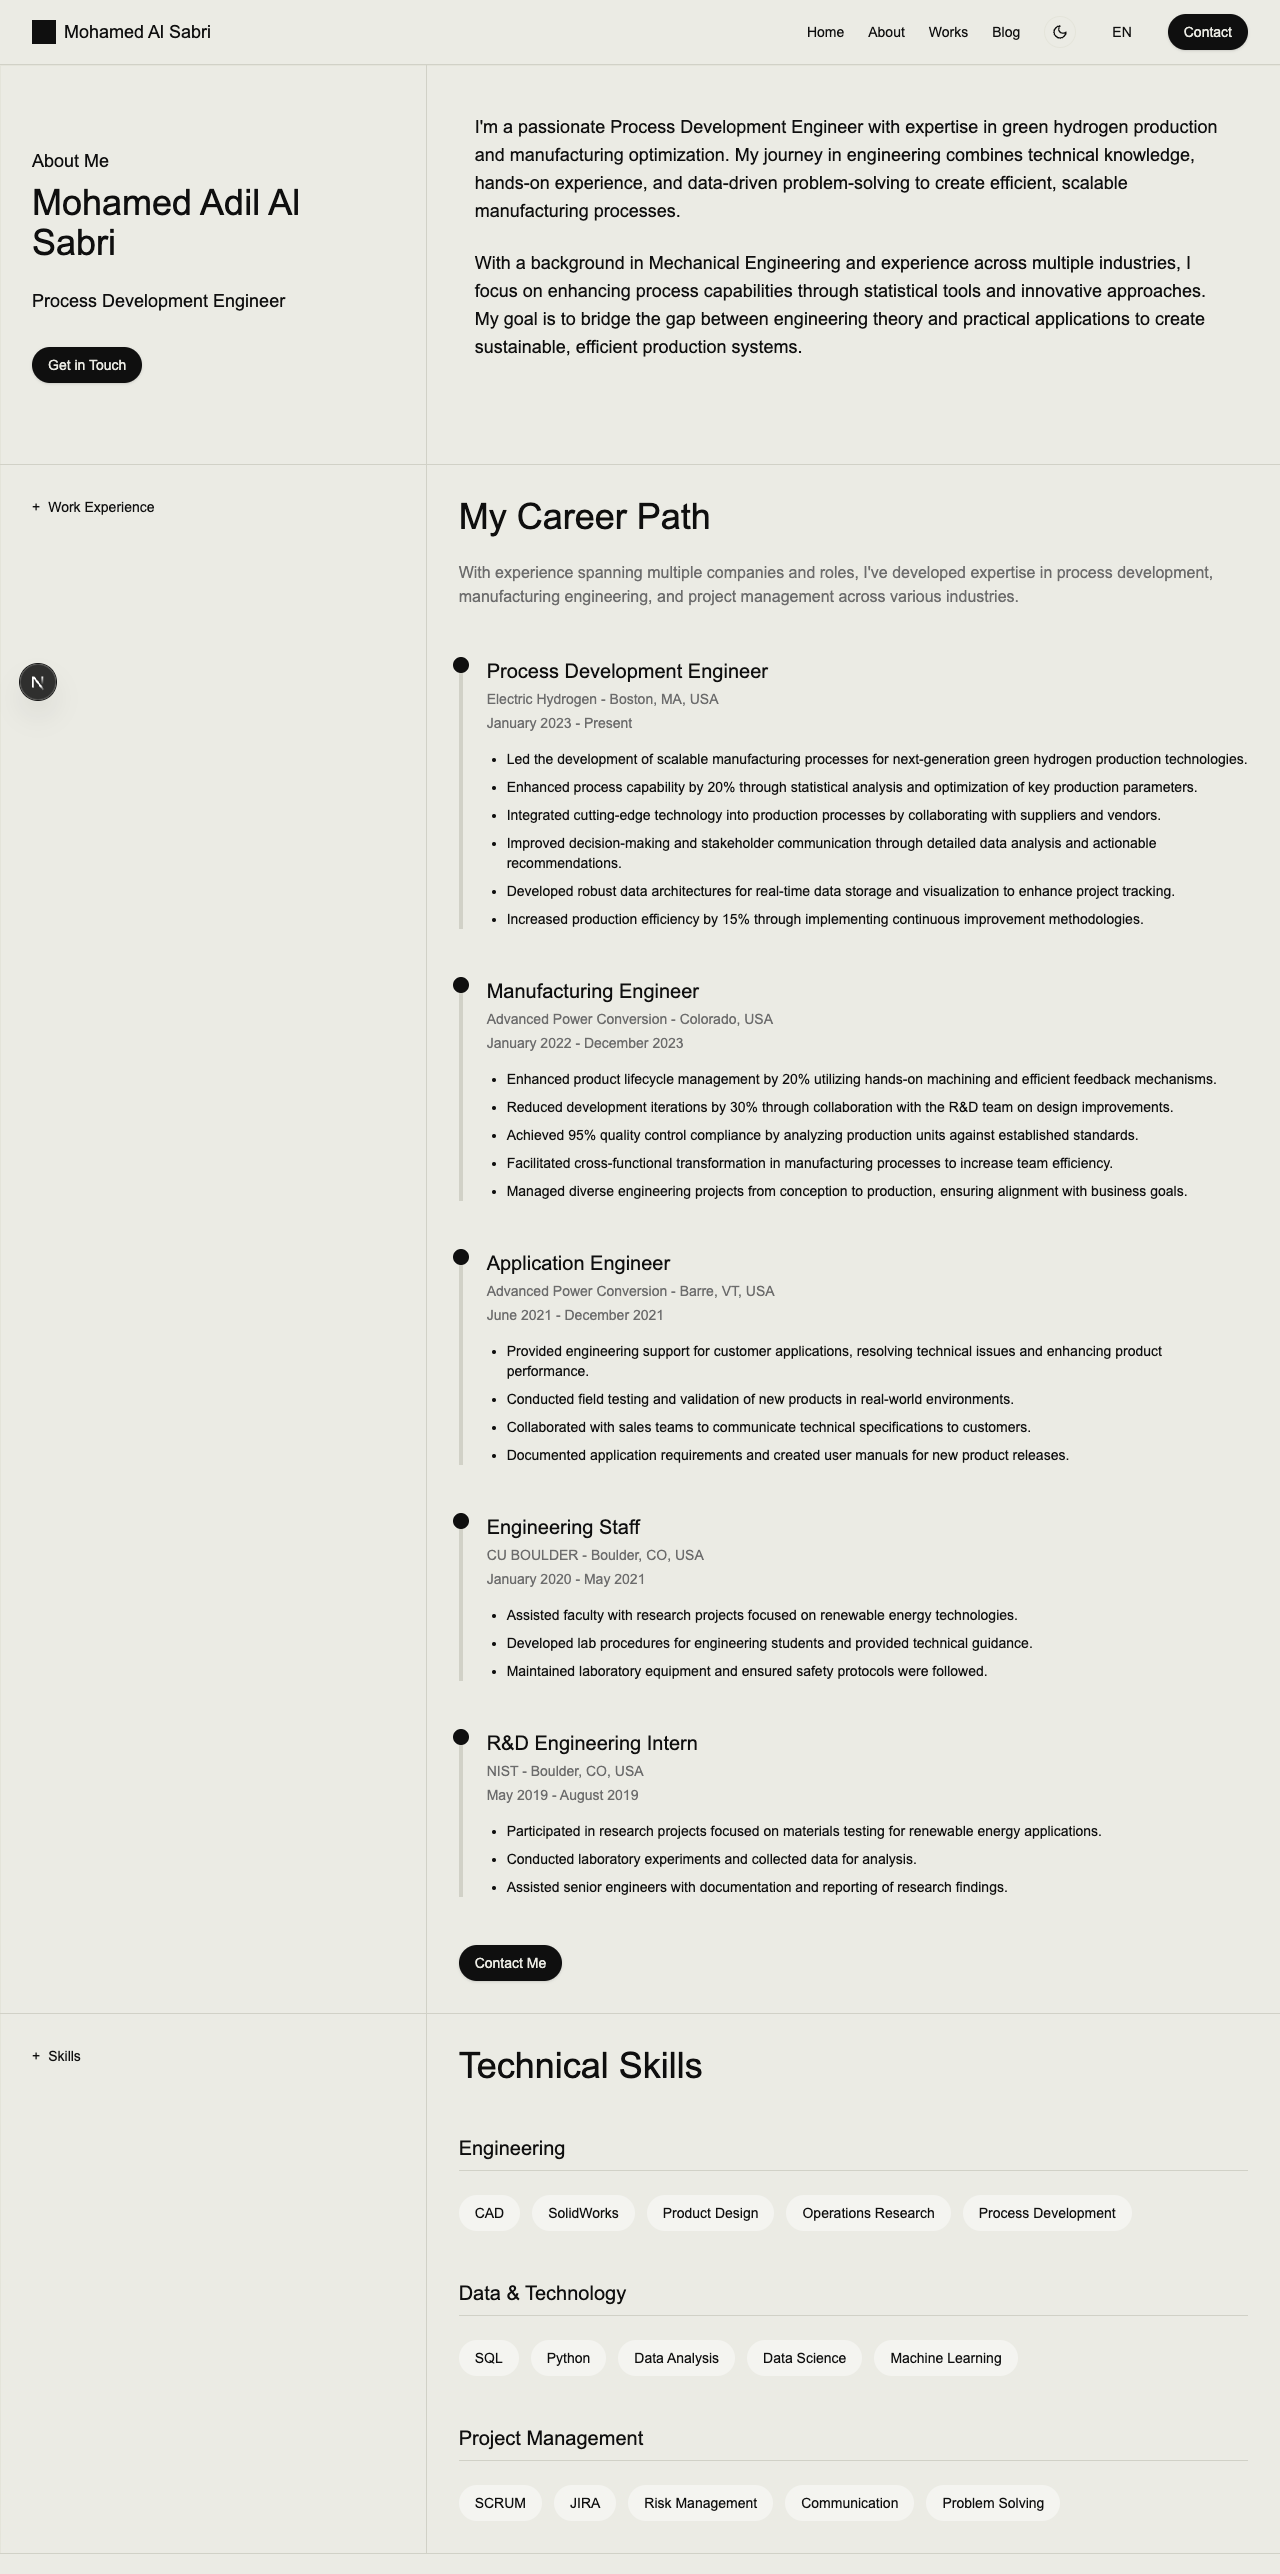 Mohamed Al Sabri
Home
About
Works
Blog
EN
Contact
About Me
Mohamed Adil Al
Sabri
Process Development Engineer
Get in Touch
I'm a passionate Process Development Engineer with expertise in green hydrogen production
and manufacturing optimization. My journey in engineering combines technical knowledge,
hands-on experience, and data-driven problem-solving to create efficient, scalable
manufacturing processes.
With a background in Mechanical Engineering and experience across multiple industries, I
focus on enhancing process capabilities through statistical tools and innovative approaches.
My goal is to bridge the gap between engineering theory and practical applications to create
sustainable, efficient production systems.
+ Work Experience
N
My Career Path
With experience spanning multiple companies and roles, I've developed expertise in process development,
manufacturing engineering, and project management across various industries.
Process Development Engineer
Electric Hydrogen - Boston, MA, USA
January 2023 - Present
• Led the development of scalable manufacturing processes for next-generation green hydrogen production technologies.
• Enhanced process capability by 20% through statistical analysis and optimization of key production parameters.
• Integrated cutting-edge technology into production processes by collaborating with suppliers and vendors.
• Improved decision-making and stakeholder communication through detailed data analysis and actionable
recommendations.
• Developed robust data architectures for real-time data storage and visualization to enhance project tracking.
• Increased production efficiency by 15% through implementing continuous improvement methodologies.
Manufacturing Engineer
Advanced Power Conversion - Colorado, USA
January 2022 - December 2023
• Enhanced product lifecycle management by 20% utilizing hands-on machining and efficient feedback mechanisms.
• Reduced development iterations by 30% through collaboration with the R&D team on design improvements.
• Achieved 95% quality control compliance by analyzing production units against established standards.
• Facilitated cross-functional transformation in manufacturing processes to increase team efficiency.
• Managed diverse engineering projects from conception to production, ensuring alignment with business goals.
Application Engineer
Advanced Power Conversion - Barre, VT, USA
June 2021 - December 2021
• Provided engineering support for customer applications, resolving technical issues and enhancing product
performance.
• Conducted field testing and validation of new products in real-world environments.
• Collaborated with sales teams to communicate technical specifications to customers.
• Documented application requirements and created user manuals for new product releases.
Engineering Staff
CU BOULDER - Boulder, CO, USA
January 2020 - May 2021
• Assisted faculty with research projects focused on renewable energy technologies.
• Developed lab procedures for engineering students and provided technical guidance.
• Maintained laboratory equipment and ensured safety protocols were followed.
R&D Engineering Intern
NIST - Boulder, CO, USA
May 2019 - August 2019
• Participated in research projects focused on materials testing for renewable energy applications.
• Conducted laboratory experiments and collected data for analysis.
• Assisted senior engineers with documentation and reporting of research findings.
Contact Me
+ Skills
Technical Skills
Engineering
CAD
SolidWorks
Product Design
Operations Research
Process Development
Data & Technology
SQL
Python
Data Analysis
Data Science
Machine Learning
Project Management
SCRUM
JIRA
Risk Management
Communication
Problem Solving